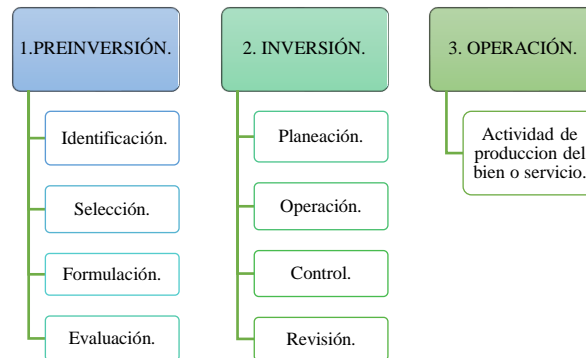 1.PREINVERSIÓN.
Identificación.
Selección.
Formulación.
Evaluación.
2. INVERSIÓN.
Planeación.
Operación.
Control.
Revisión.
3. OPERACIÓN.
Actividad de
produccion del
bien o servicio.